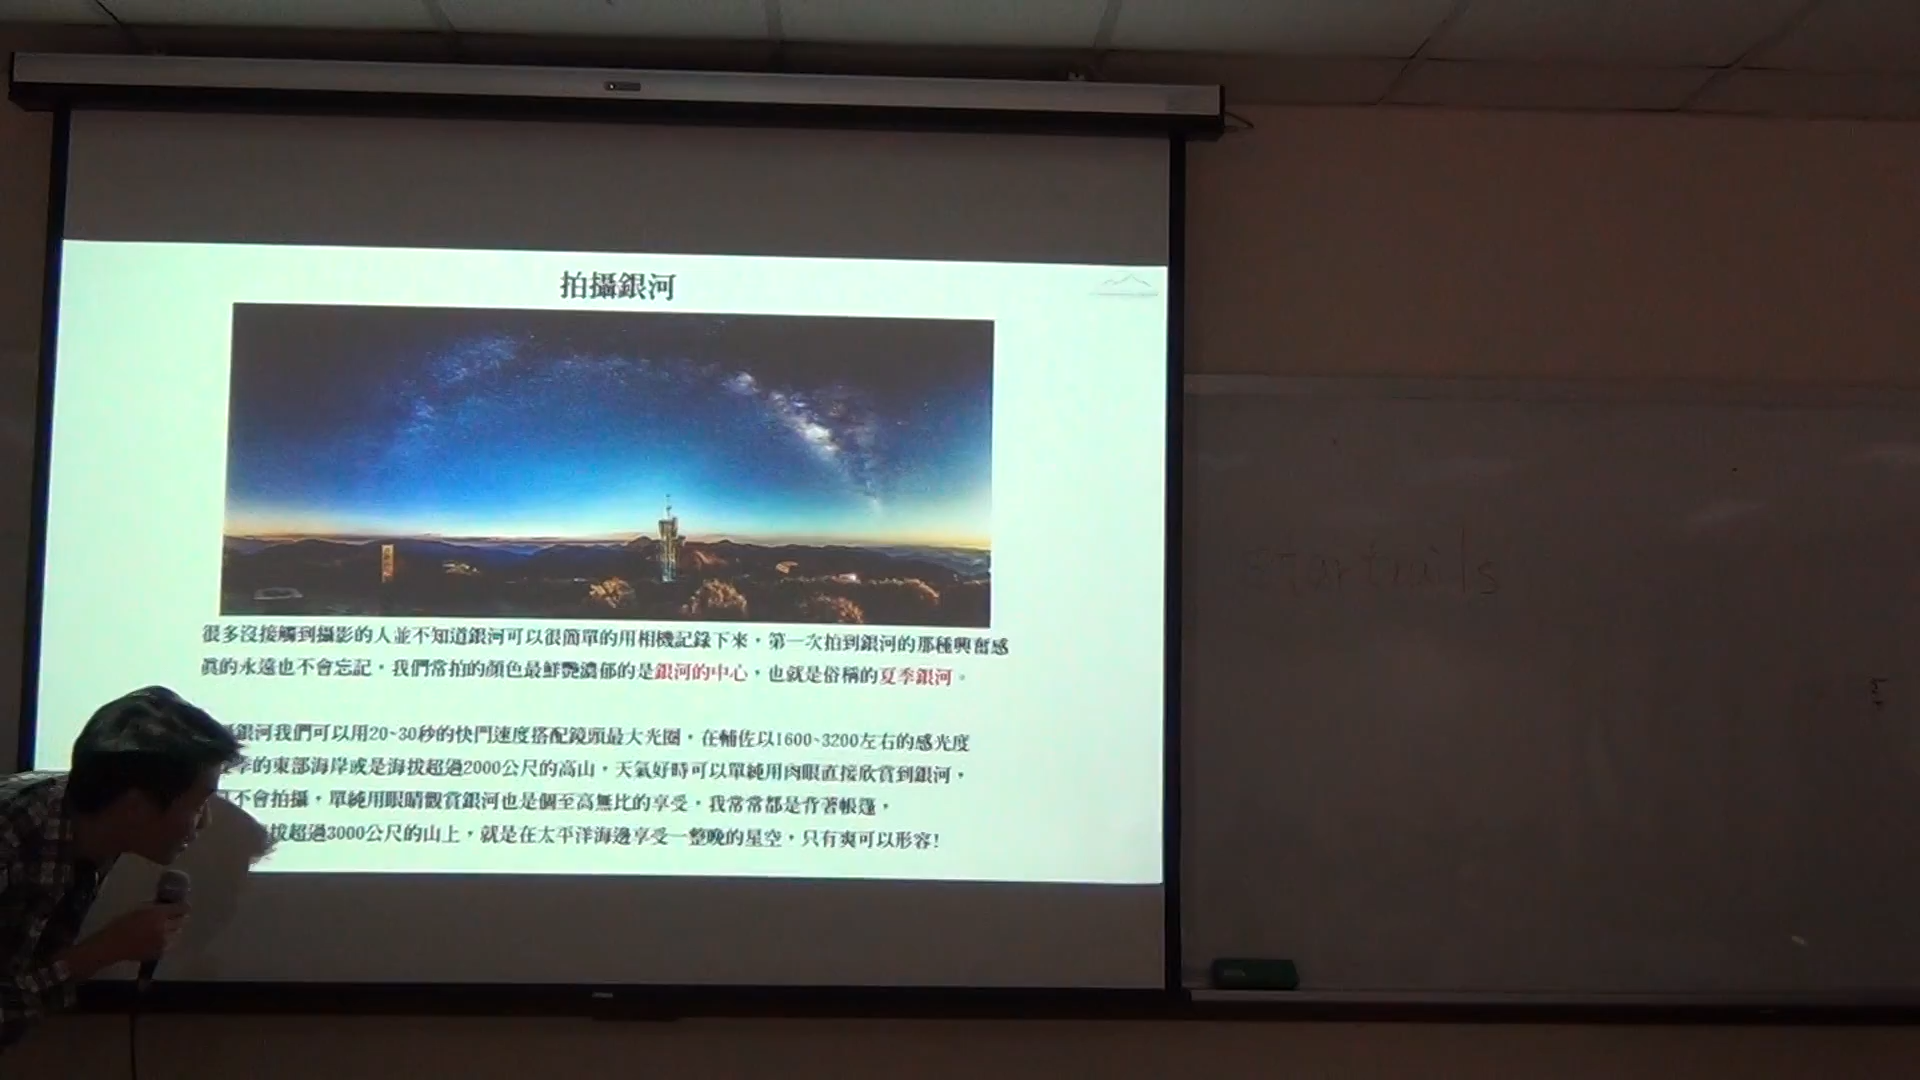 拍攝銀河
很多沒接觸到攝影的人並不知道銀河可以很簡單的用相機記錄下來，第一次拍到銀河的那種興奮感
真的永遠也不會忘記，我們常拍的顏色最鮮艷濃郁的是銀河的中心，也就是俗稱的夏季銀河。
銀河我們可以用20~30秒的快門速度搭配鏡頭最大光圈，在輔佐以1600~3200左右的感光度
季的東部海岸或是海拔超過2000公尺的高山，天氣好時可以單純用肉眼直接欣賞到銀河，
不會拍攝，單純用眼睛觀賞銀河也是個至高無比的享受，我常常都是背著帳篷，
拔超過3000公尺的山上，就是在太平洋海邊享受一整晚的星空，只有爽可以形容!
startrails